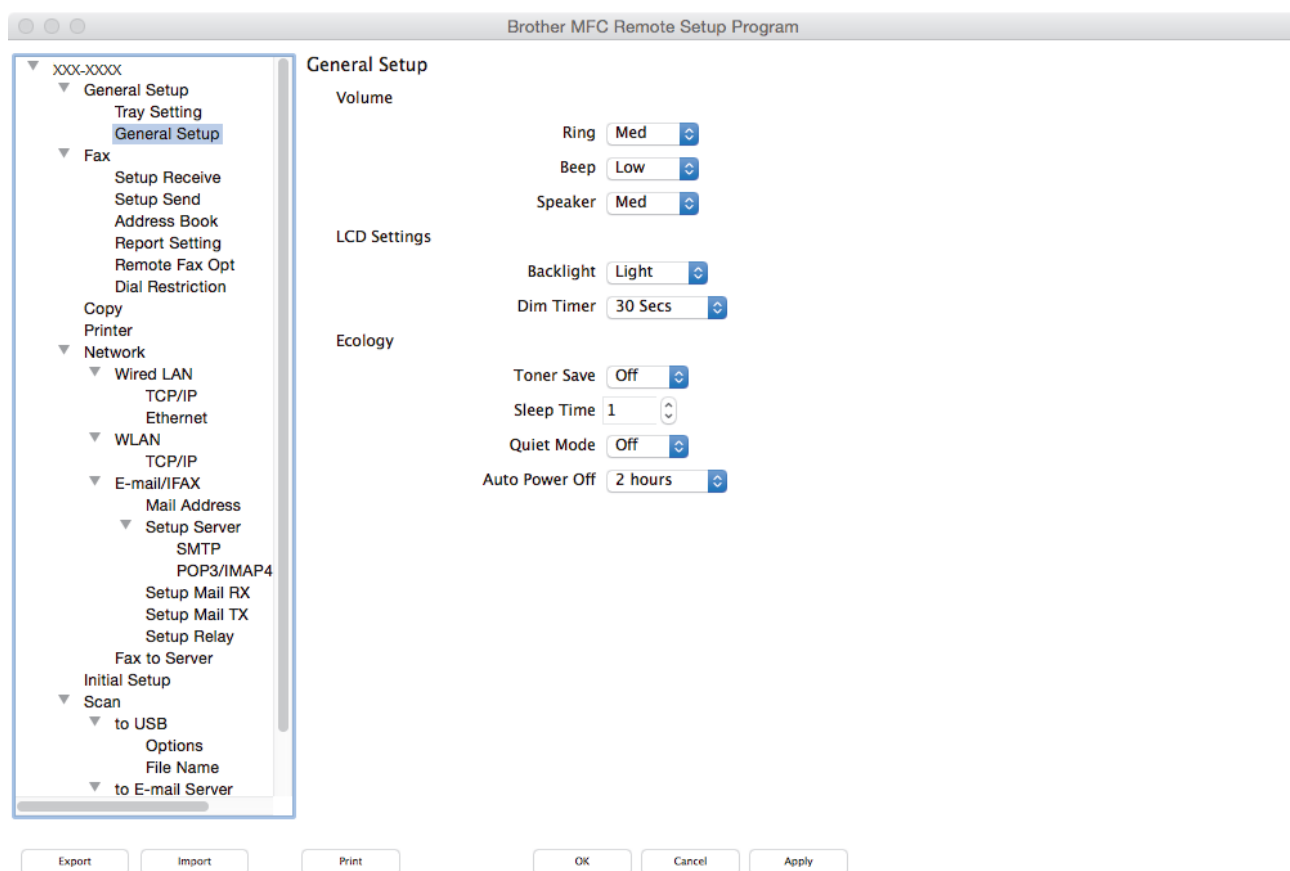 Brother MFC Remote Setup Program
XXX-XXXX
General Setup
Tray Setting
General Setup
Fax
Setup Receive
Setup Send
Address Book
Report Setting
Remote Fax Opt
Dial Restriction
Copy
Printer
Network
Wired LAN
TCP/IP
Ethernet
WLAN
TCP/IP
E-mail/IFAX
Mail Address
Setup Server
SMTP
POP3/IMAP4
Setup Mail RX
Setup Mail TX
Setup Relay
Fax to Server
Initial Setup
Scan
to USB
Options
File Name
to E-mail Server
General Setup
Volume
Ring Med
Beep Low
Speaker Med
LCD Settings
Backlight Light
Dim Timer 30 Secs
Ecology
Toner Save Off
Sleep Time 1
Quiet Mode Off
Auto Power Off 2 hours
Export Import Print OK Cancel Apply